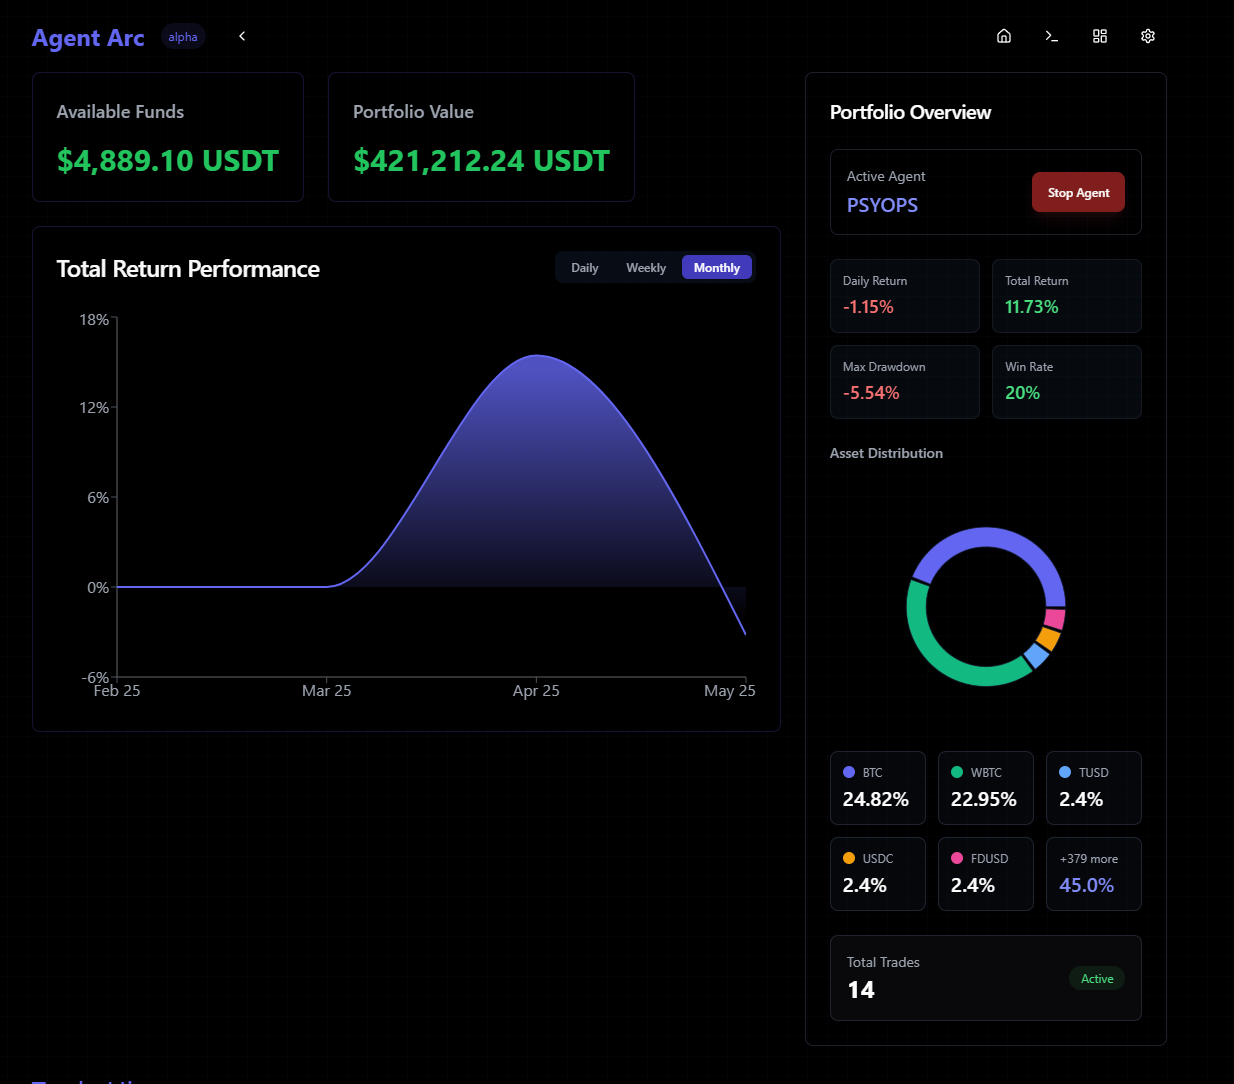 Agent Arc alpha
Available Funds
$4,889.10 USDT
Portfolio Value
$421,212.24 USDT
Total Return Performance
Daily Weekly Monthly
18%
12%
6%
0%
-6%
Feb 25 Mar 25 Apr 25 May 25
Portfolio Overview
Active Agent
PSYOPS
Stop Agent
Daily Return
-1.15%
Total Return
11.73%
Max Drawdown
-5.54%
Win Rate
20%
Asset Distribution
BTC
24.82%
WBTC
22.95%
TUSD
2.4%
USDC
2.4%
FDUSD
2.4%
+379 more
45.0%
Total Trades
14
Active